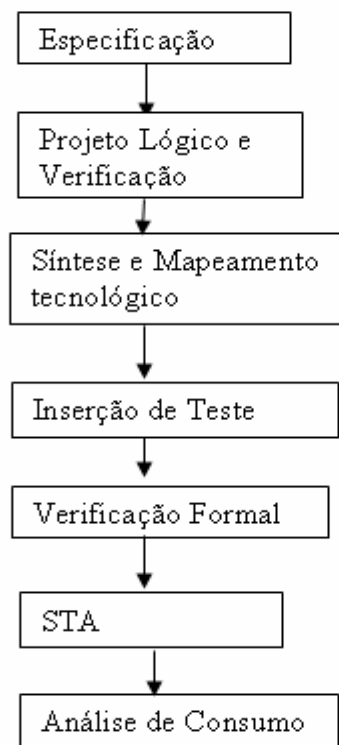 Especificação
Projeto Lógico e
Verificação
Síntese e Mapeamento
tecnológico
Inserção de Teste
Verificação Formal
STA
Análise de Consumo